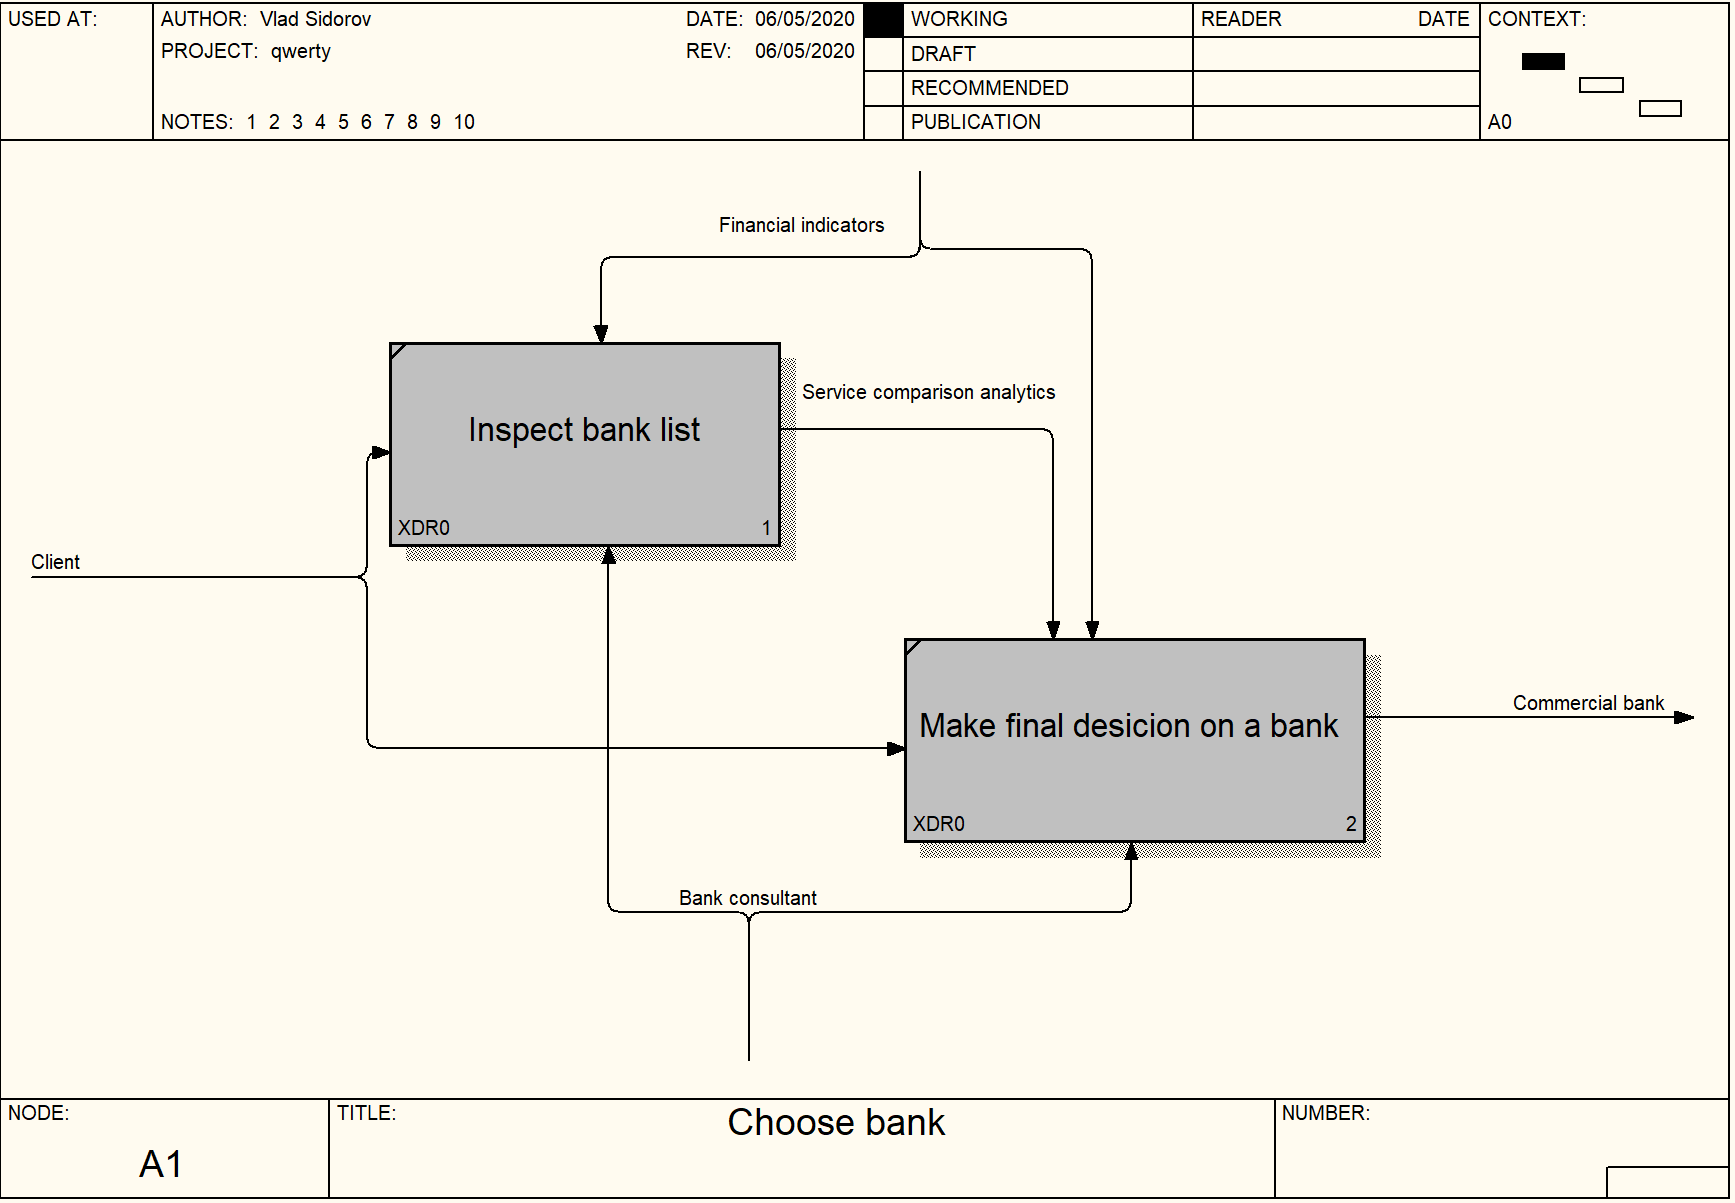 USED AT:
AUTHOR: Vlad Sidorov
DATE: 06/05/2020
PROJECT: qwerty
REV: 06/05/2020
NOTES: 1 2 3 4 5 6 7 8 9 10
WORKING
DRAFT
RECOMMENDED
PUBLICATION
READER DATE
CONTEXT:
A0
Financial indicators
Service comparison analytics
Inspect bank list
XDR0 1
Client
Commercial bank
Make final desicion on a bank
XDR0 2
Bank consultant
NODE:
A1
TITLE:
Choose bank
NUMBER: